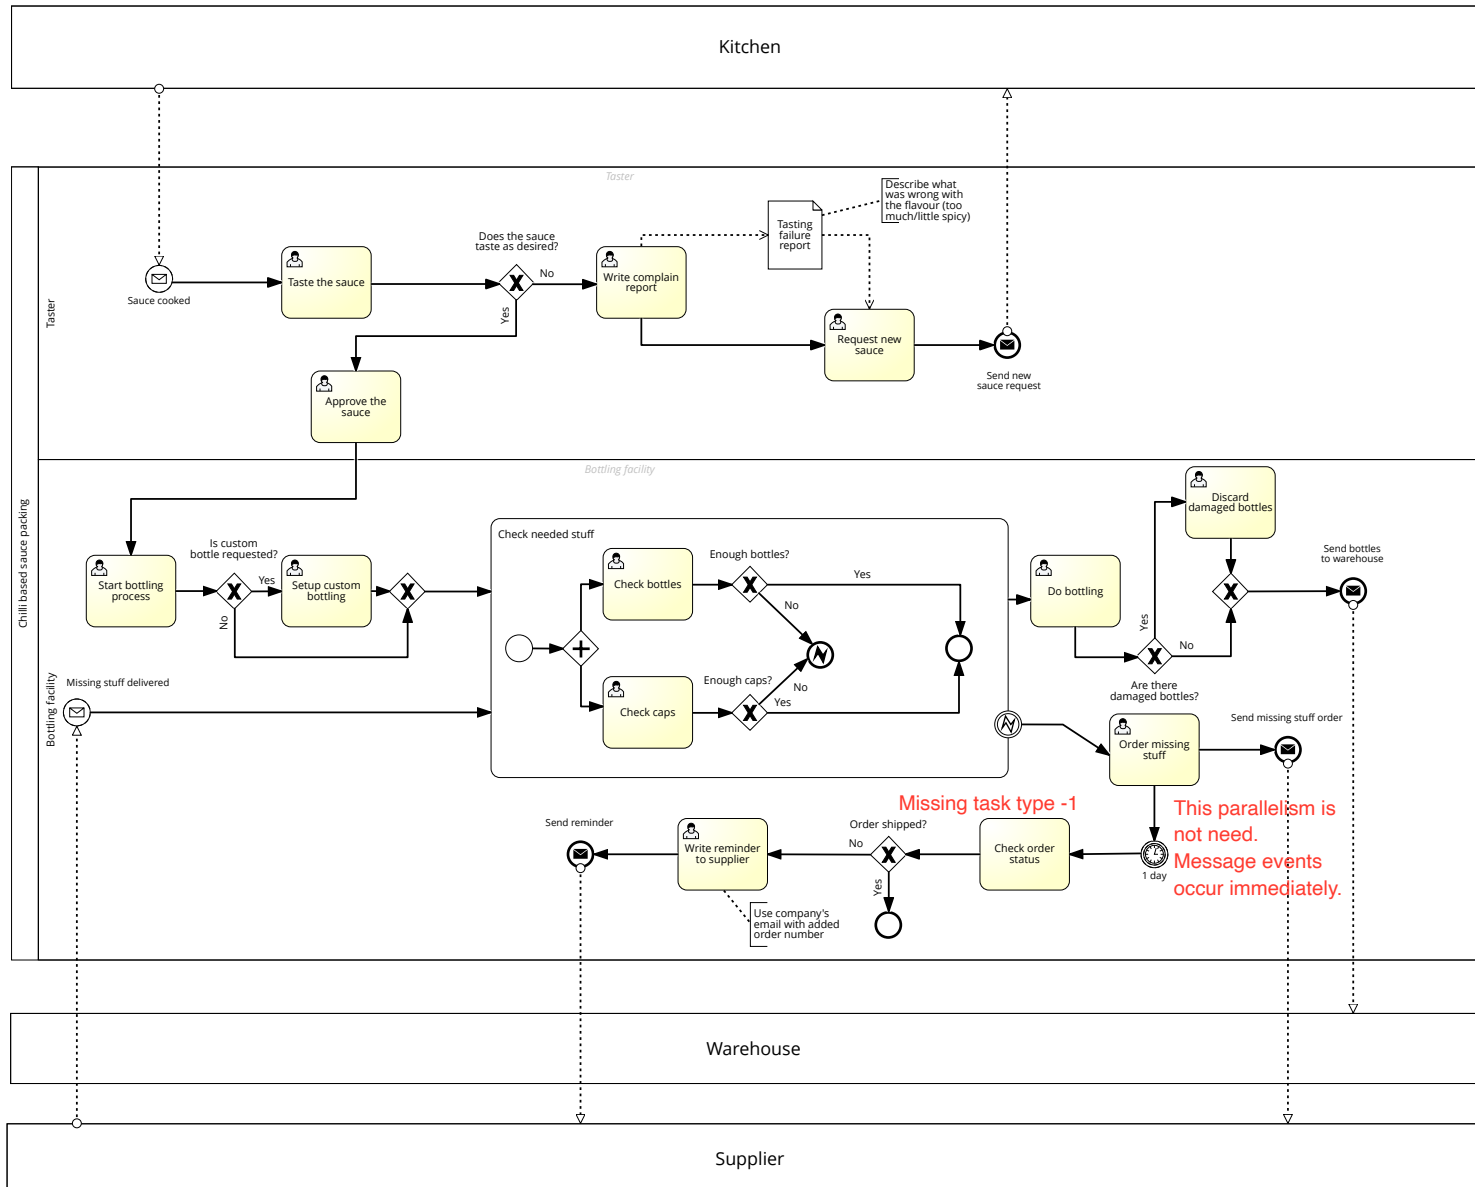 Kitchen
Taster
Describe what
was wrong with
the flavour (too
much/little spicy)
Tasting
failure
report
Does the sauce
taste as desired?
No
Yes
Taste the sauce
Write complain
report
Sauce cooked
Taster
Request new
sauce
Send new
sauce request
Approve the
sauce
Chilli based sauce packing
Bottling facility
Bottling facility
Discard
damaged bottles
Is custom
bottle requested?
Yes
No
Start bottling
process
Setup custom
bottling
Check needed stuff
Enough bottles?
Yes
No
Check bottles
Enough caps?
No
Yes
Check caps
Do bottling
Yes
No
Are there
damaged bottles?
Send bottles
to warehouse
Missing stuff delivered
Send missing stuff order
Order missing
stuff
Missing task type -1
This parallelism is
not need.
Message events
occur immediately.
Send reminder
Write reminder
to supplier
Order shipped?
No
Yes
Check order
status
1 day
Use company's
email with added
order number
Warehouse
Supplier